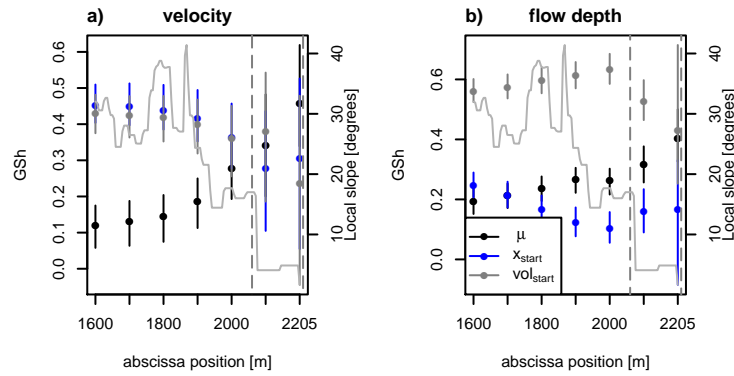 a) velocity
0.6
0.5
0.4
0.3
0.2
0.1
0.0
GSh
40
30
20
10
Local slope [degrees]
1600 1800 2000 2205
abscissa position [m]
b) flow depth
0.6
0.4
0.2
0.0
GSh
40
30
20
10
Local slope [degrees]
μ
xstart
volstart
1600 1800 2000 2205
abscissa position [m]